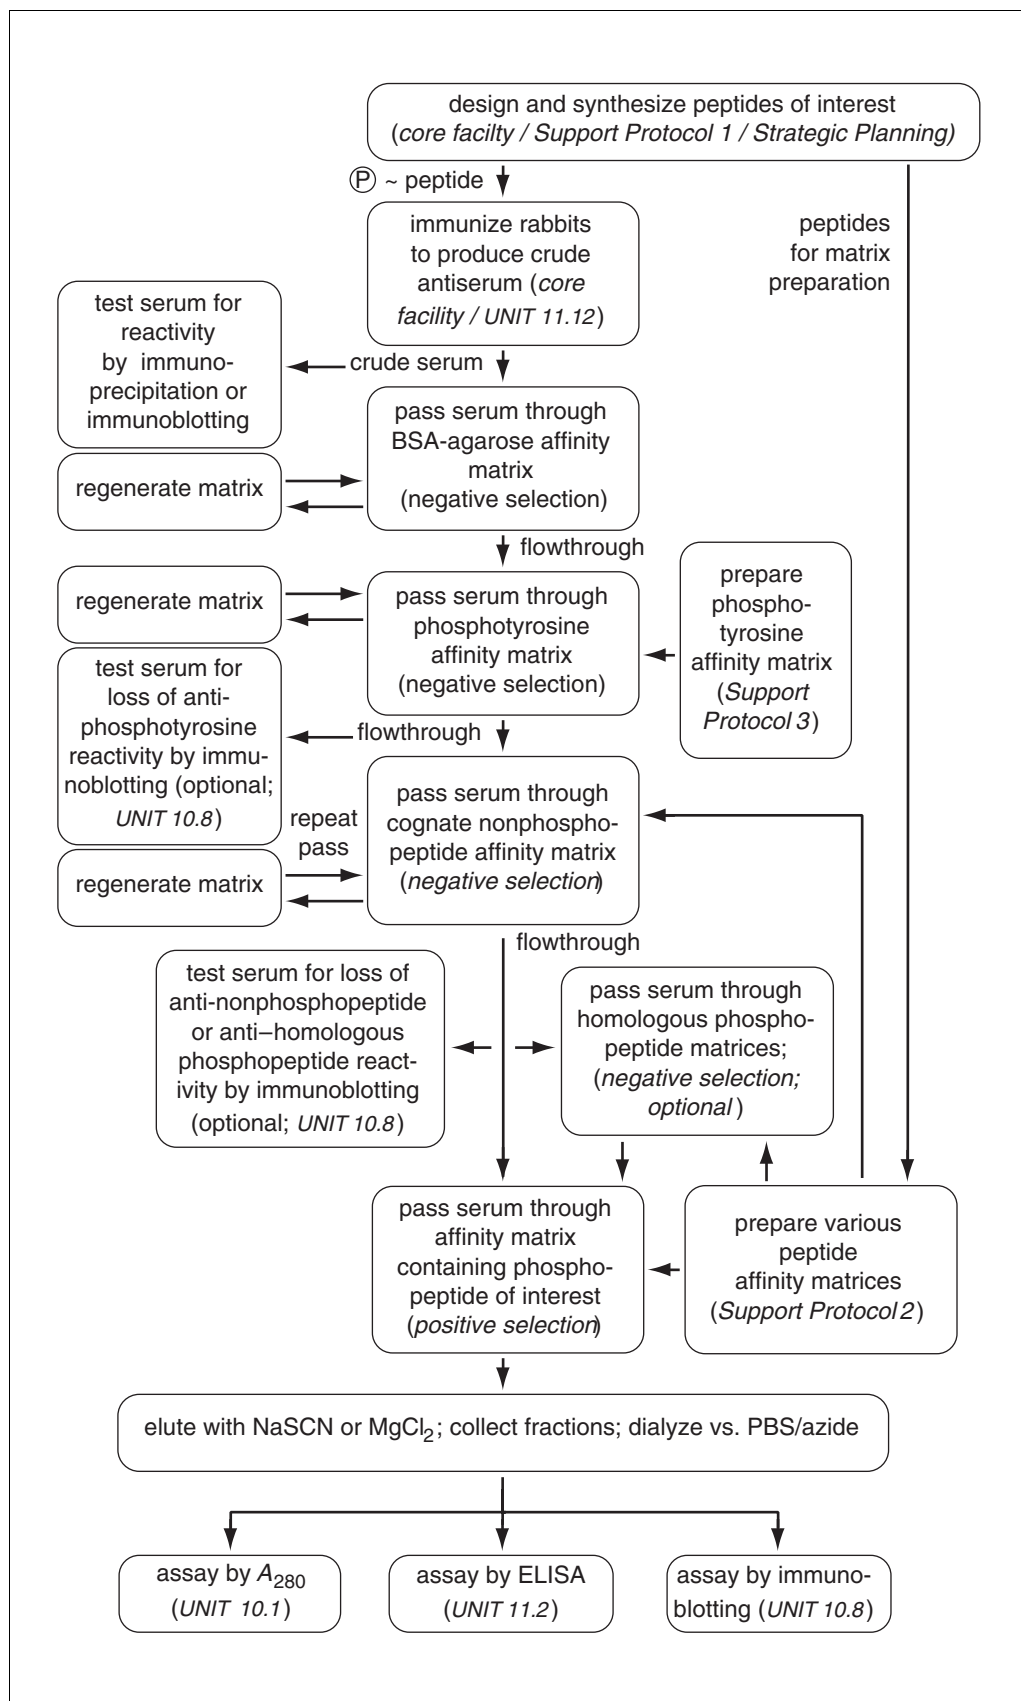 design and synthesize peptides of interest
(core facilty / Support Protocol 1 / Strategic Planning)
P ~ peptide
peptides
for matrix
preparation
immunize rabbits
to produce crude
antiserum (core
facility / UNIT 11.12)
test serum for
reactivity
by immuno-
precipitation or
immunoblotting
crude serum
pass serum through
BSA-agarose affinity
matrix
(negative selection)
regenerate matrix
flowthrough
regenerate matrix
pass serum through
phosphotyrosine
affinity matrix
(negative selection)
prepare
phospho-
tyrosine
affinity matrix
(Support
Protocol 3)
test serum for
loss of anti-
phosphotyrosine
reactivity by immu-
noblotting (optional;
UNIT 10.8)
flowthrough
pass serum through
cognate nonphospho-
peptide affinity matrix
(negative selection)
repeat
pass
regenerate matrix
flowthrough
test serum for loss of
anti-nonphosphopeptide
or anti–homologous
phosphopeptide react-
ivity by immunoblotting
(optional; UNIT 10.8)
pass serum through
homologous phospho-
peptide matrices;
(negative selection;
optional)
pass serum through
affinity matrix
containing phospho-
peptide of interest
(positive selection)
prepare various
peptide
affinity matrices
(Support Protocol 2)
elute with NaSCN or MgCl2; collect fractions; dialyze vs. PBS/azide
assay by A280
(UNIT 10.1)
assay by ELISA
(UNIT 11.2)
assay by immuno-
blotting (UNIT 10.8)